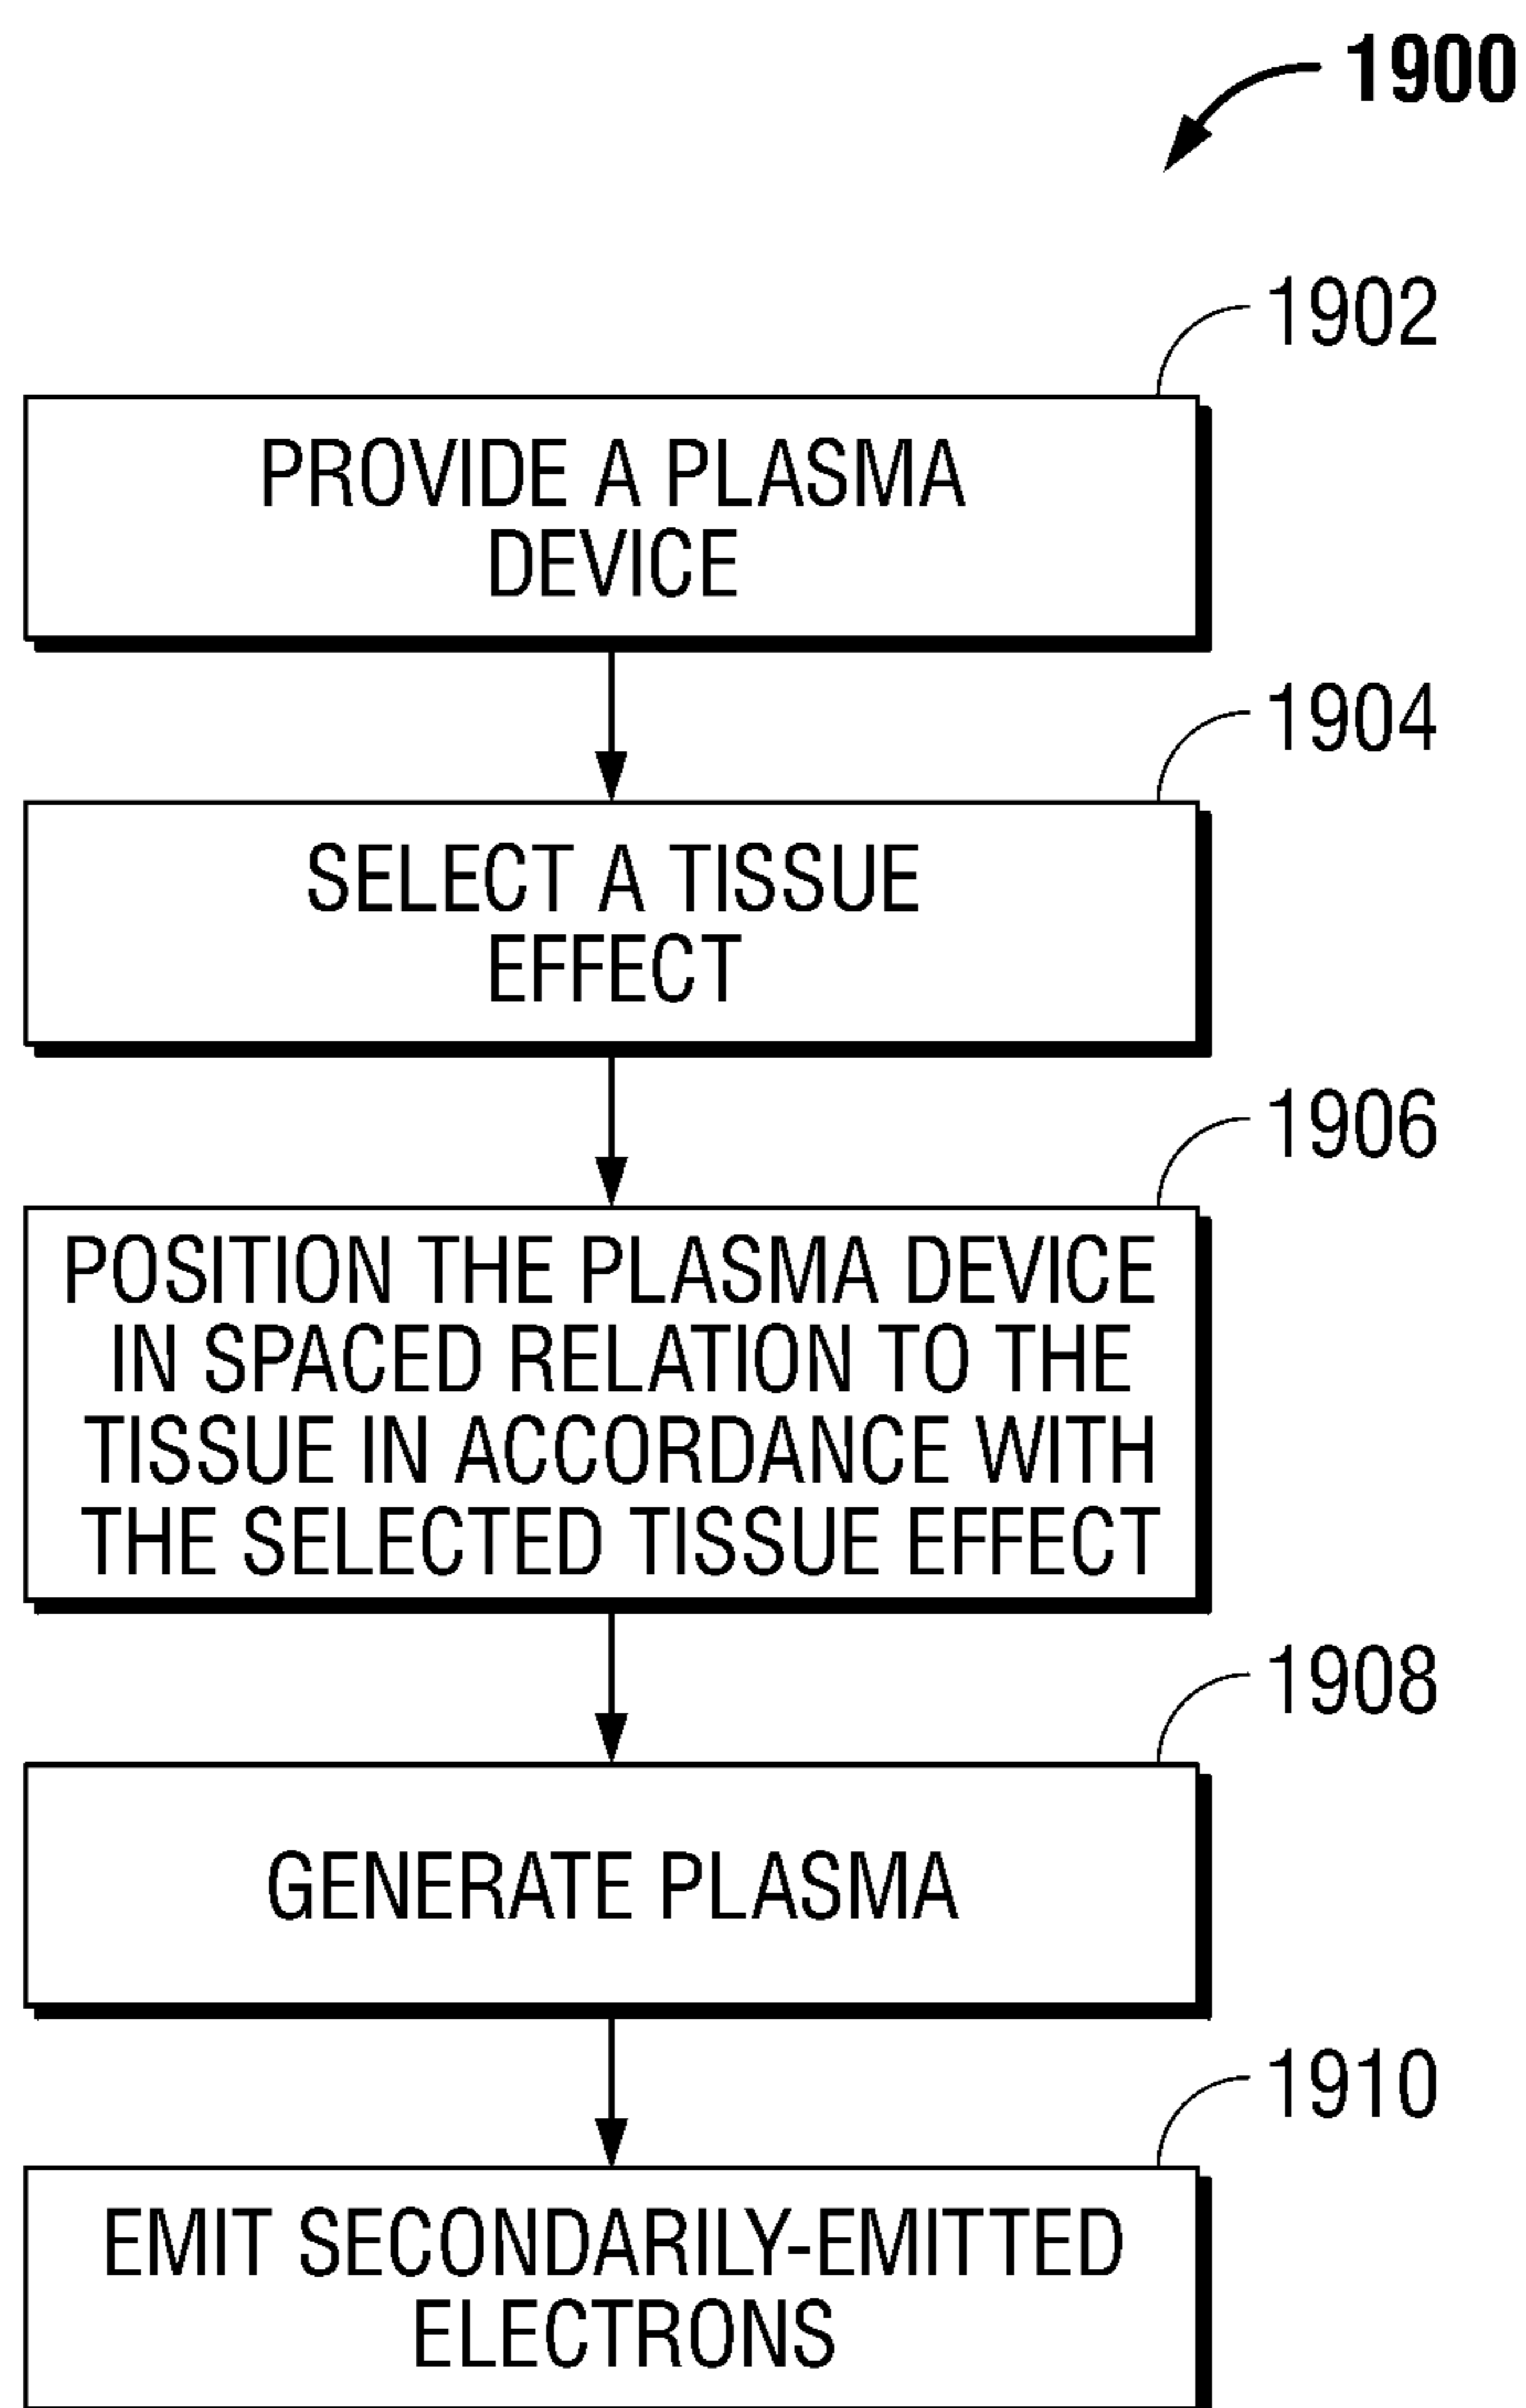 1900
1902
PROVIDE A PLASMA
DEVICE
1904
SELECT A TISSUE
EFFECT
1906
POSITION THE PLASMA DEVICE
IN SPACED RELATION TO THE
TISSUE IN ACCORDANCE WITH
THE SELECTED TISSUE EFFECT
1908
GENERATE PLASMA
1910
EMIT SECONDARILY-EMITTED
ELECTRONS